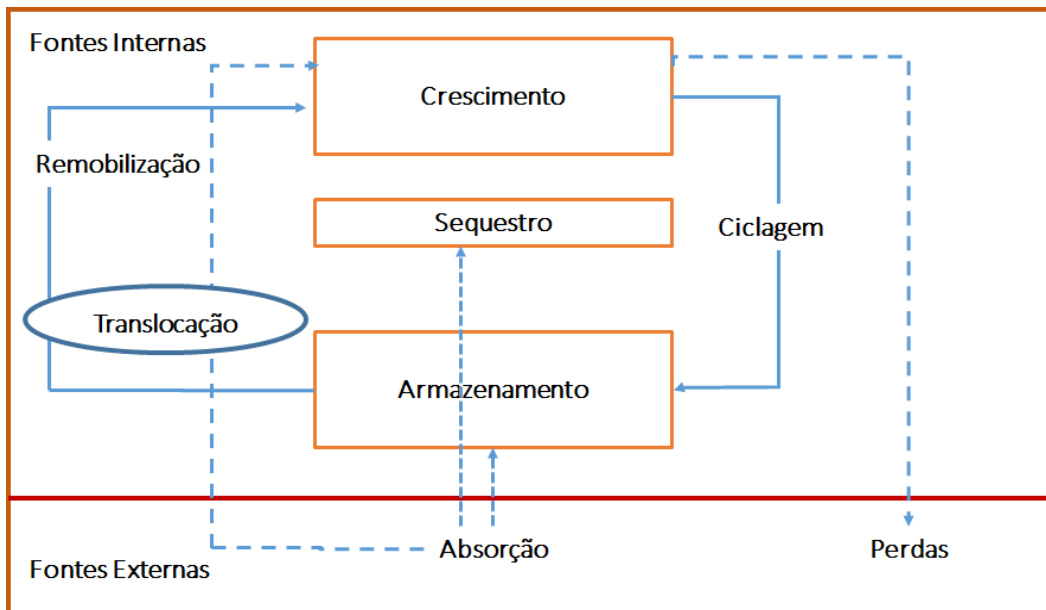 Fontes Internas
Crescimento
Remobilização
Sequestro
Ciclagem
Translocação
Armazenamento
Absorção
Perdas
Fontes Externas